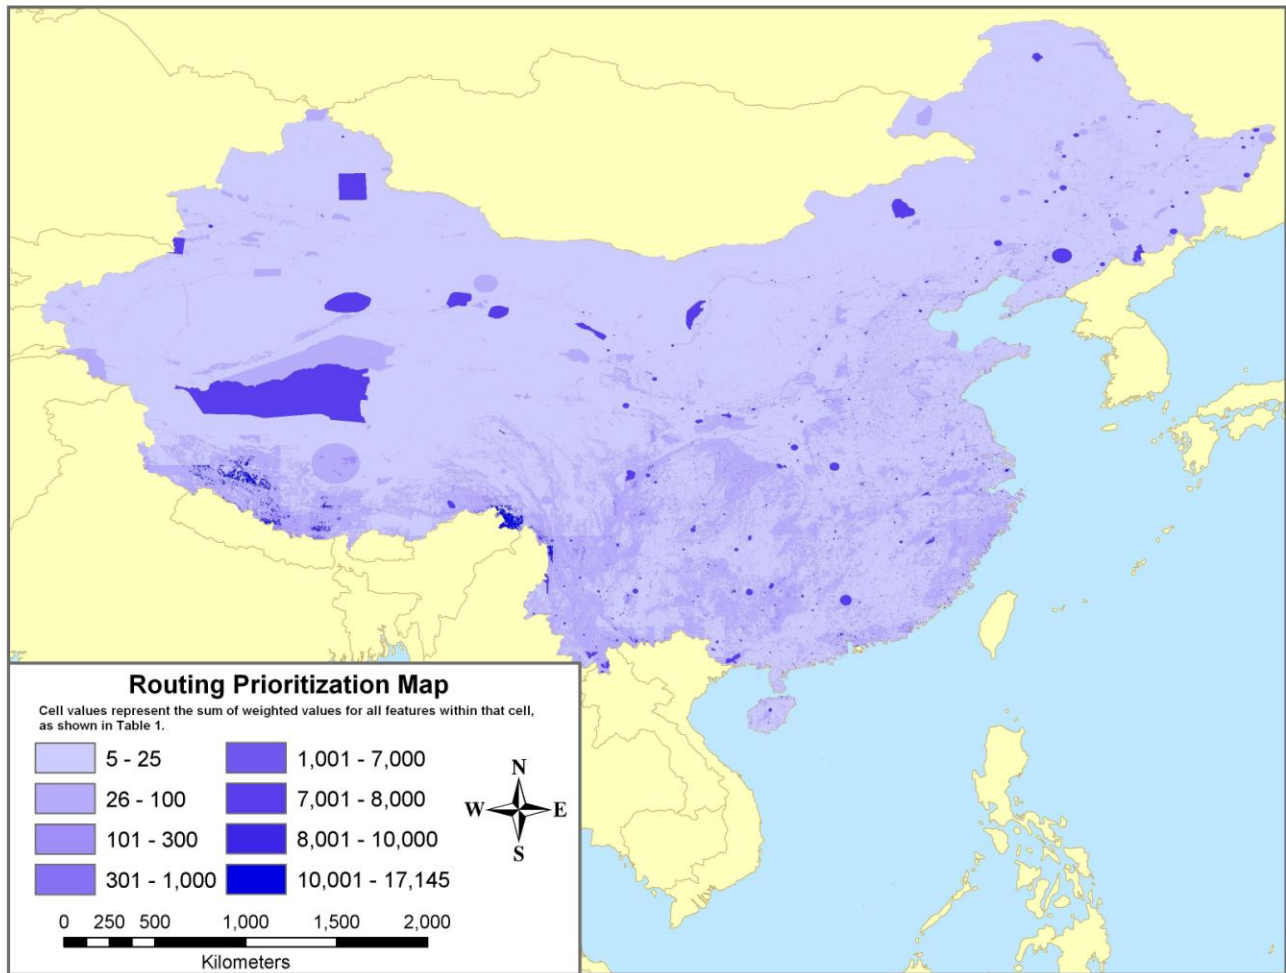 Routing Prioritization Map
Cell values represent the sum of weighted values for all features within that cell,
as shown in Table 1.
5 - 25
1,001 - 7,000
26 - 100
7,001 - 8,000
101 - 300
8,001 - 10,000
301 - 1,000
10,001 - 17,145
N
W E
S
0 250 500 1,000 1,500 2,000
Kilometers